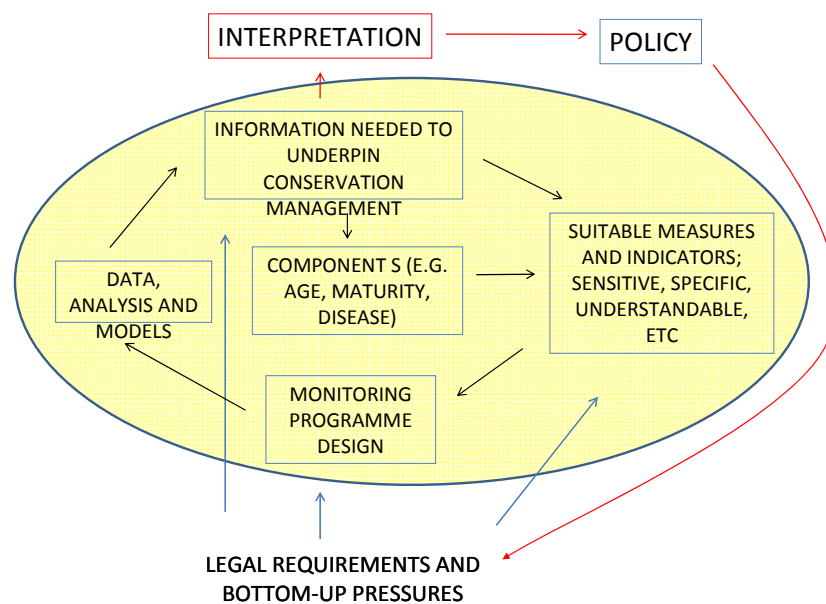 INTERPRETATION
POLICY
INFORMATION NEEDED TO
UNDERPIN
CONSERVATION
MANAGEMENT
SUITABLE MEASURES
AND INDICATORS;
SENSITIVE, SPECIFIC,
UNDERSTANDABLE,
ETC
COMPONENT S (E.G.
AGE, MATURITY,
DISEASE)
DATA,
ANALYSIS AND
MODELS
MONITORING
PROGRAMME
DESIGN
LEGAL REQUIREMENTS AND
BOTTOM-UP PRESSURES